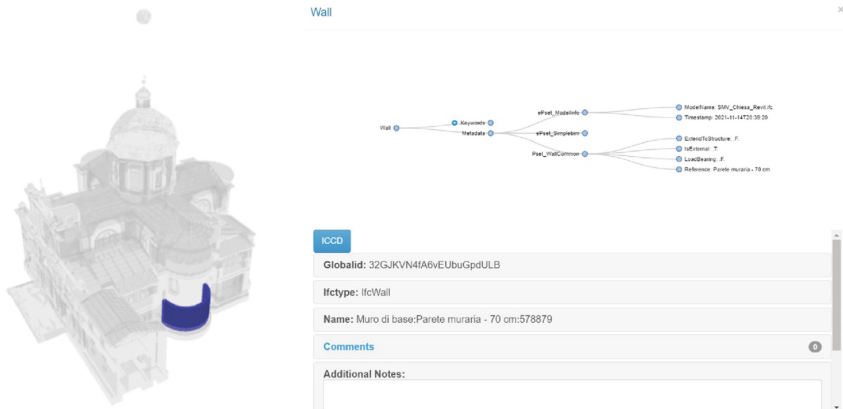 Wall
×
ModelName: SMV_Chiesa_Revit.ifc
ePset_ModelInfo
Timestamp: 2021-11-14T20:38:29
Keywords
Wall
Metadata
ePset_Simplebim
ExtendToStructure: .F.
IsExternal: .T.
Pset_WallCommon
LoadBearing: .F.
Reference: Parete muraria - 70 cm
ICCD
Globalid: 32GJKVN4fA6vEUbuGpdULB
Ifctype: IfcWall
Name: Muro di base:Parete muraria - 70 cm:578879
Comments 0
Additional Notes: